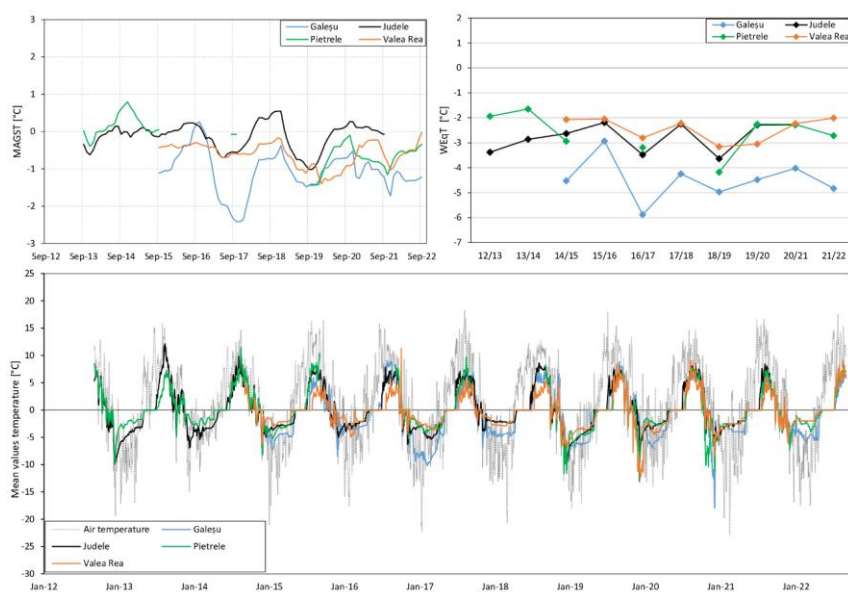 3
2
1
0
-1
-2
-3
MAGST [°C]
Galeșu Judele
Pietrele Valea Rea
Sep-12 Sep-13 Sep-14 Sep-15 Sep-16 Sep-17 Sep-18 Sep-19 Sep-20 Sep-21 Sep-22
2
1
0
-1
-2
-3
-4
-5
-6
-7
WEqT [°C]
Galeșu Judele
Pietrele Valea Rea
12/13 13/14 14/15 15/16 16/17 17/18 18/19 19/20 20/21 21/22
25
20
15
10
5
0
-5
-10
-15
-20
-25
-30
Mean values temperature [°C]
Air temperature Galeșu
Judele Pietrele
Valea Rea
Jan-12 Jan-13 Jan-14 Jan-15 Jan-16 Jan-17 Jan-18 Jan-19 Jan-20 Jan-21 Jan-22